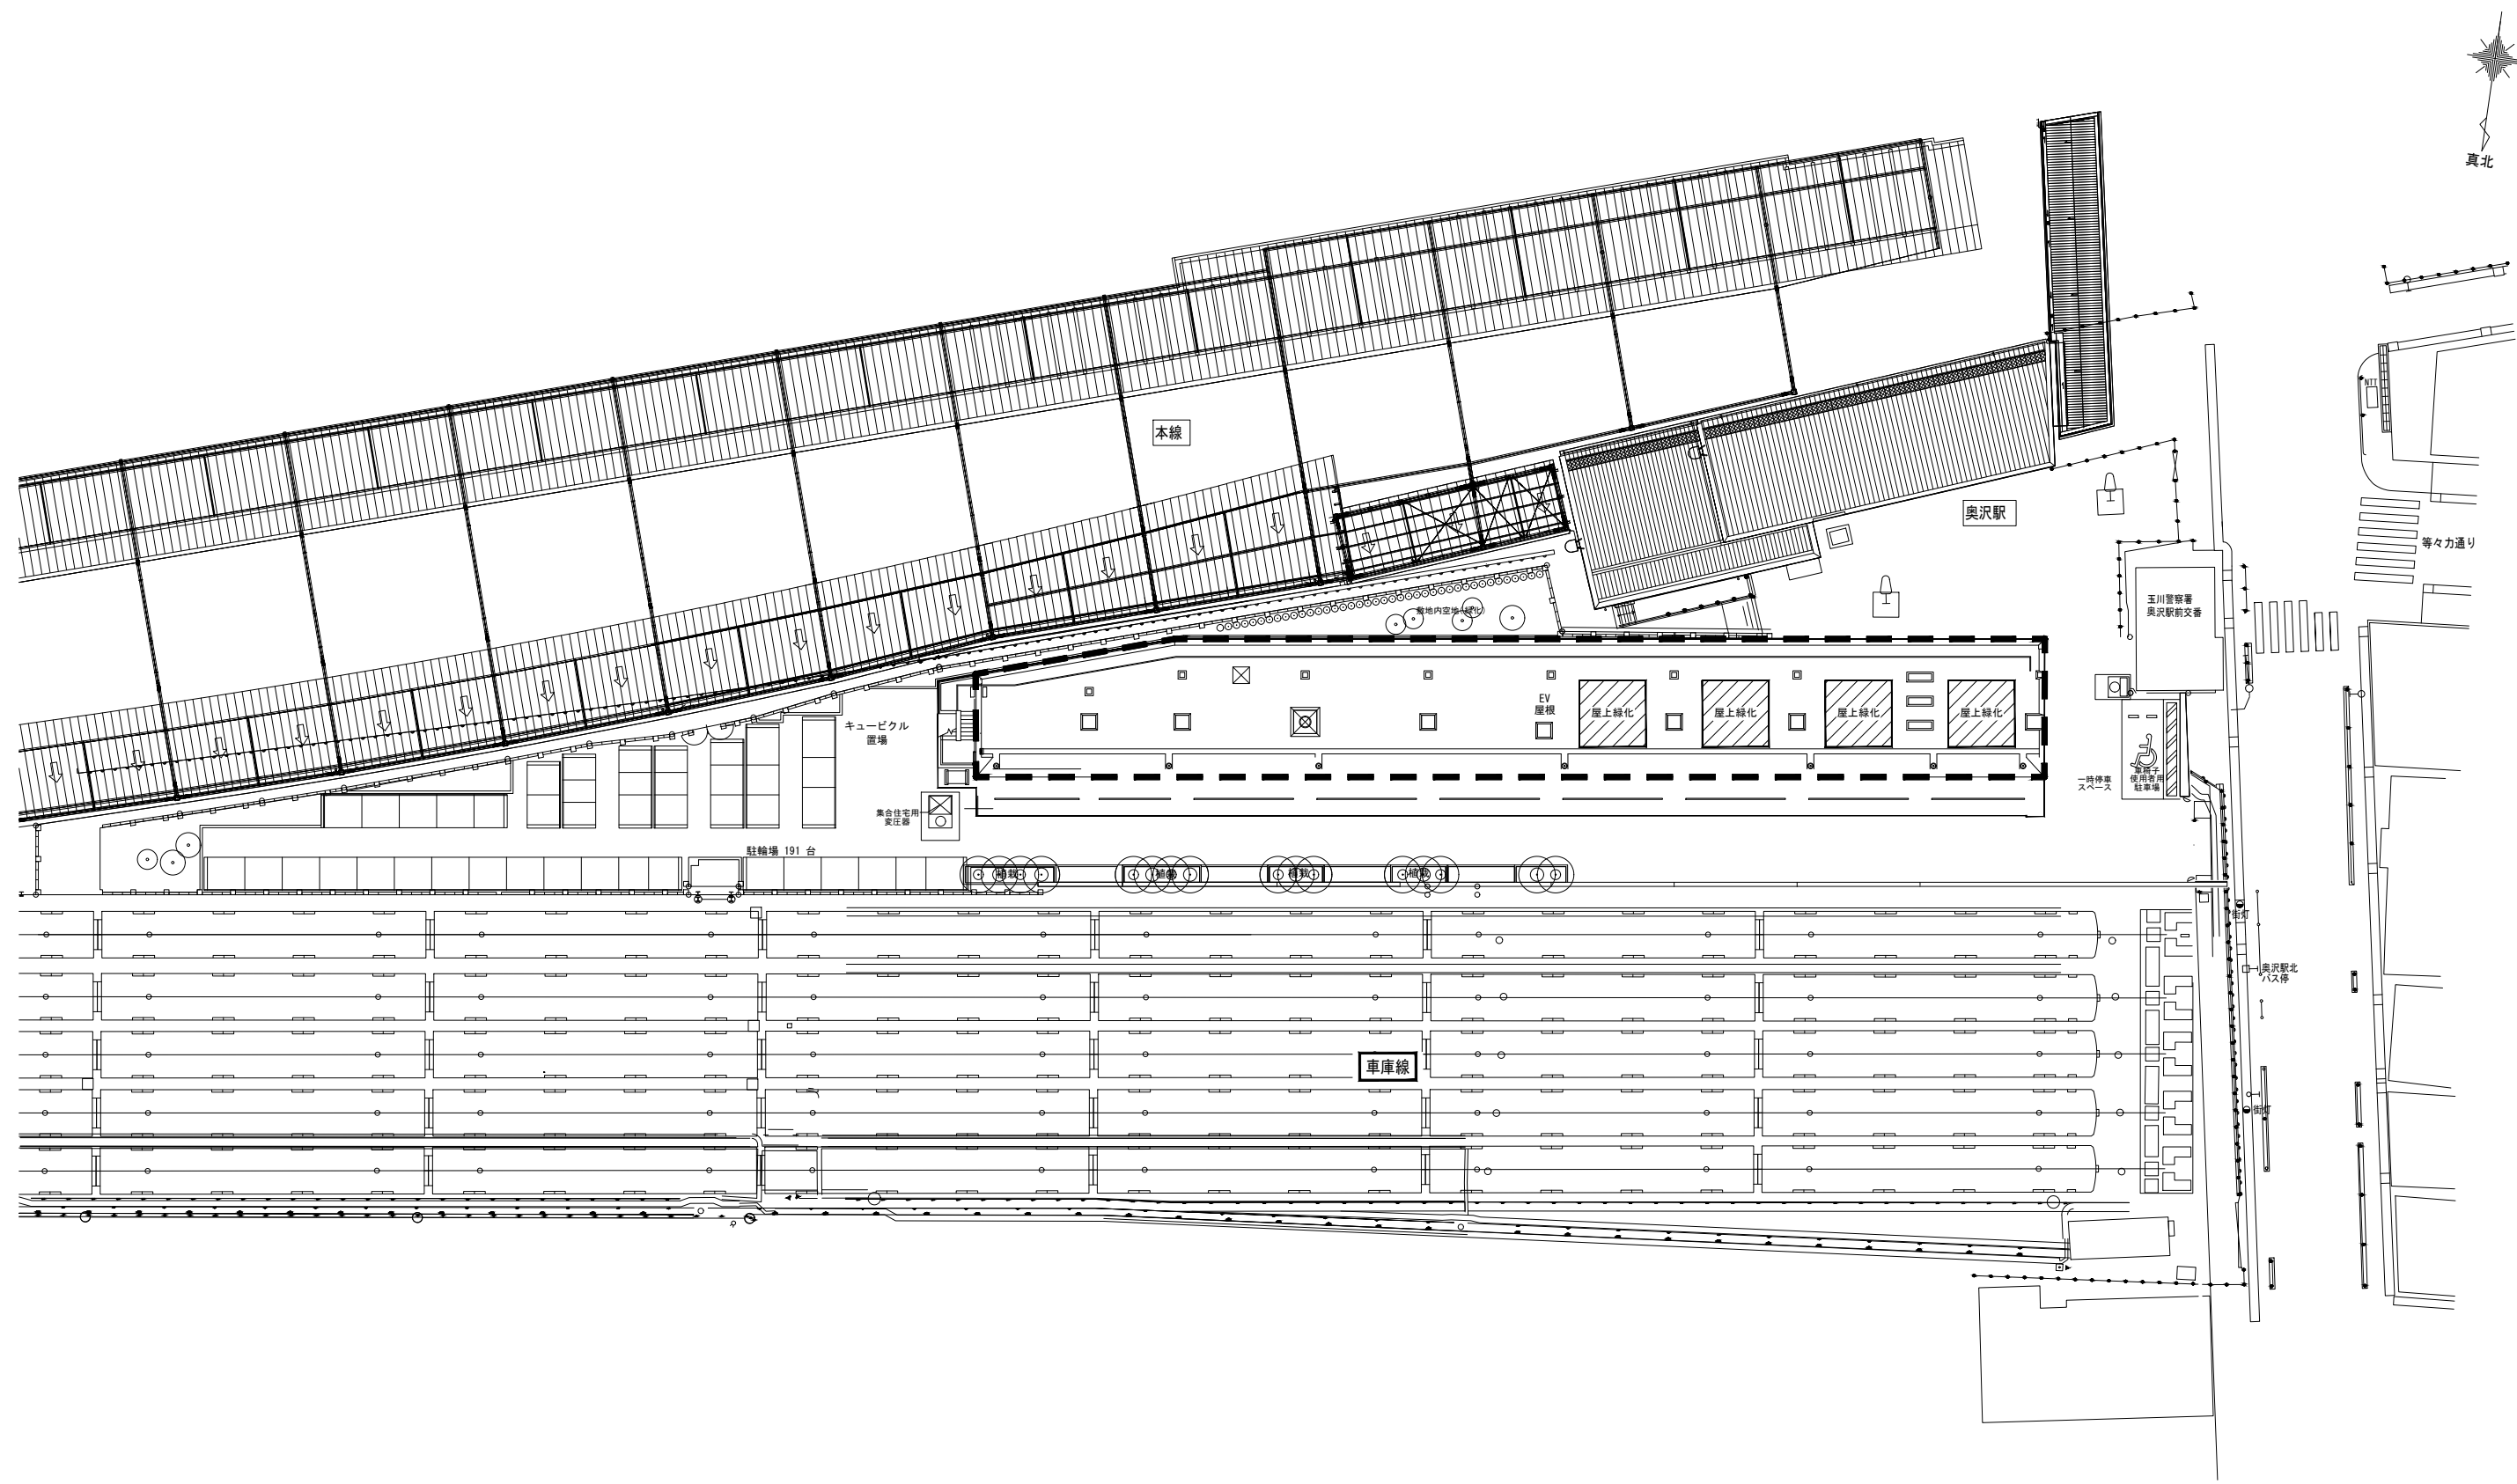 真北
NTT
本線
奥沢駅
等々力通り
玉川警察署
奥沢駅前交番
敷地内空地(緑化)
EV
屋根
屋上緑化
屋上緑化
屋上緑化
屋上緑化
キュービクル
置場
車椅子
使用者用
駐車場
一時停車
スペース
集合住宅用
変圧器
駐輪場 191 台
植栽
植栽
植栽
植栽
街灯
奥沢駅北
バス停
車庫線
街灯